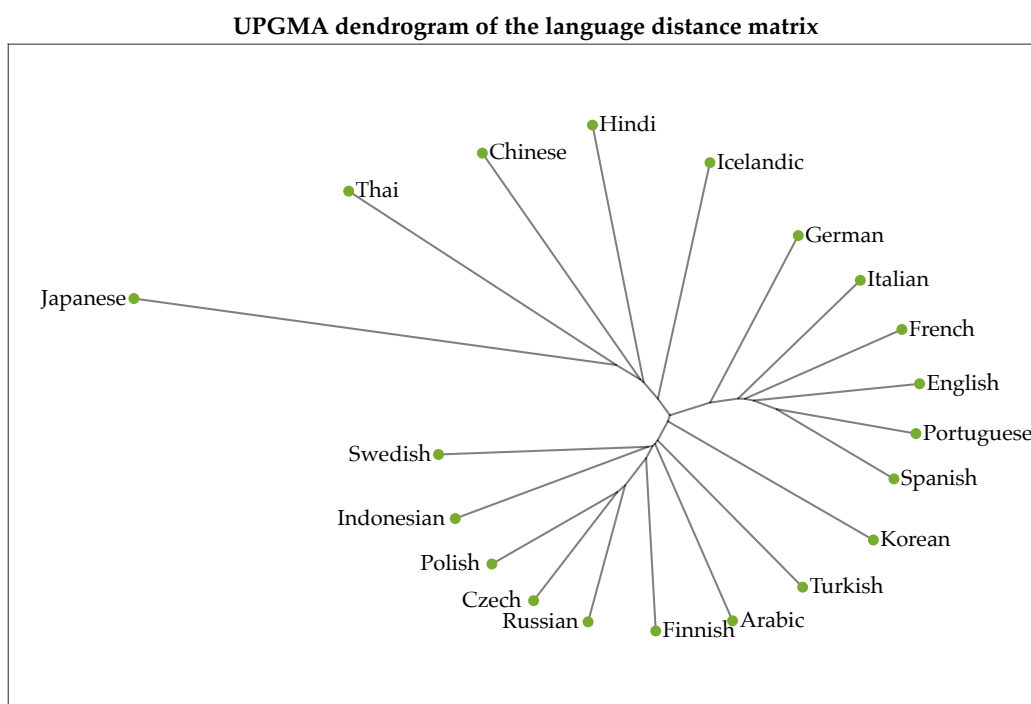 UPGMA dendrogram of the language distance matrix
Hindi
Chinese
Icelandic
Thai
German
Italian
Japanese
French
English
Portuguese
Swedish
Spanish
Indonesian
Korean
Polish
Turkish
Czech
Russian
Arabic
Finnish